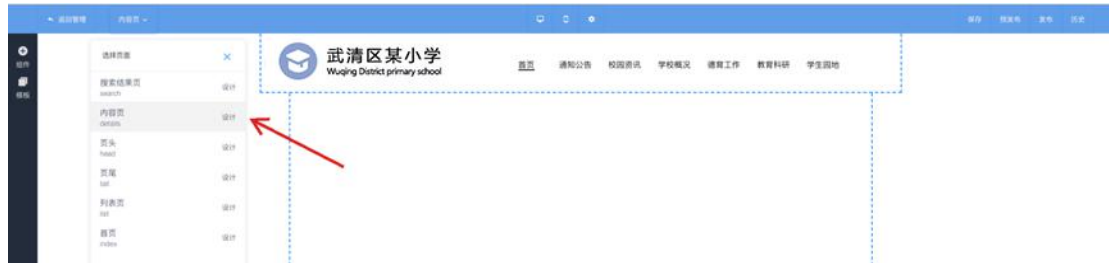 返回管理
内容页
保存 预发布 发布 历史
组件
模板
选择页面
搜索结果页 设计
search
内容页 设计
details
页头 设计
head
页尾 设计
tail
列表页 设计
list
首页 设计
index
武清区某小学
Wuqing District primary school
首页 通知公告 校园资讯 学校概况 德育工作 教育科研 学生园地